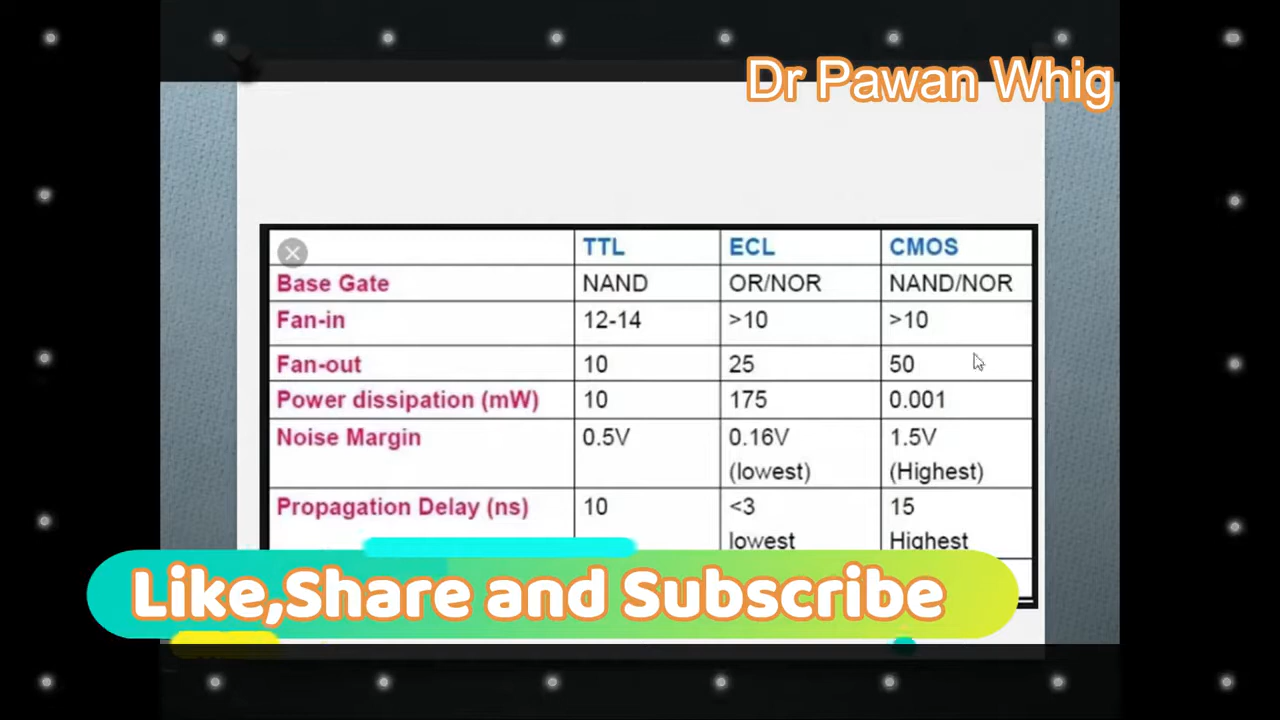 Dr Pawan Whig
TTL ECL CMOS
Base Gate NAND OR/NOR NAND/NOR
Fan-in 12-14 >10 >10
Fan-out 10 25 50
Power dissipation (mW) 10 175 0.001
Noise Margin 0.5V 0.16V 1.5V
(lowest) (Highest)
Propagation Delay (ns) 10 <3 15
lowest Highest
Like,Share and Subscribe